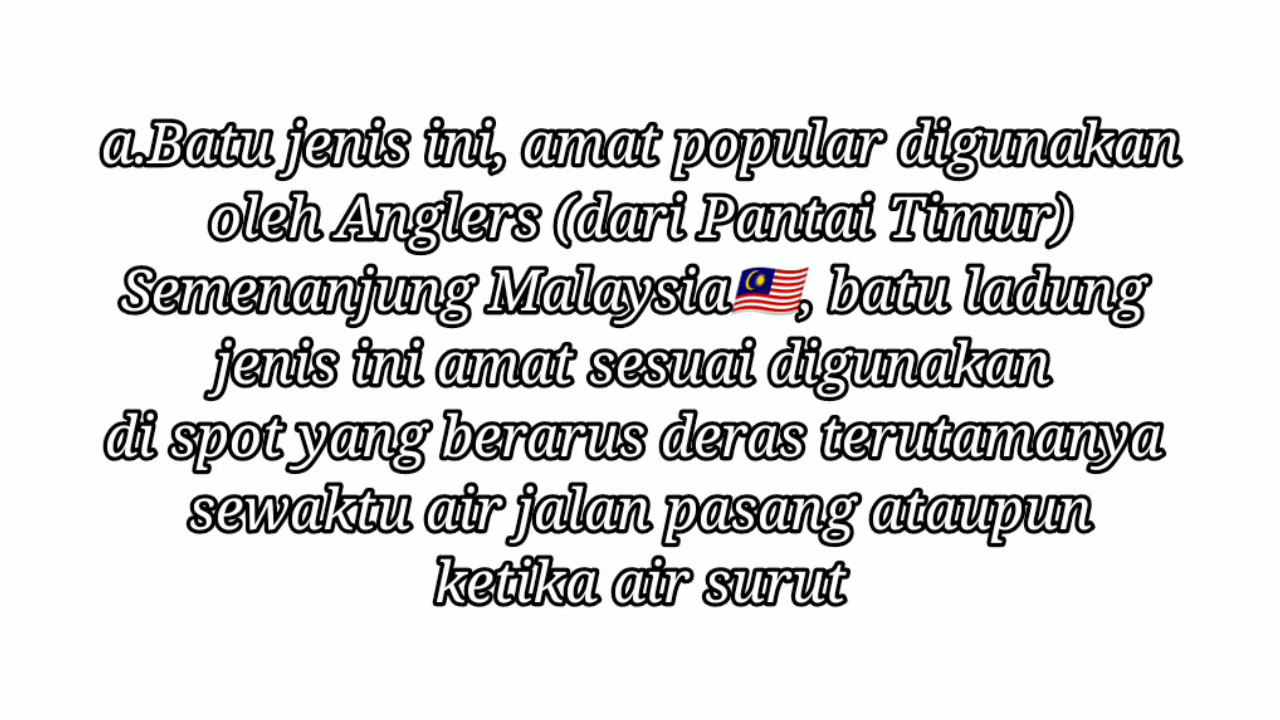 a.Batu jenis ini, amat popular digunakan
oleh Anglers (dari Pantai Timur)
Semenanjung Malaysia🇲🇾, batu ladung
jenis ini amat sesuai digunakan
di spot yang berarus deras terutamanya
sewaktu air jalan pasang ataupun
ketika air surut